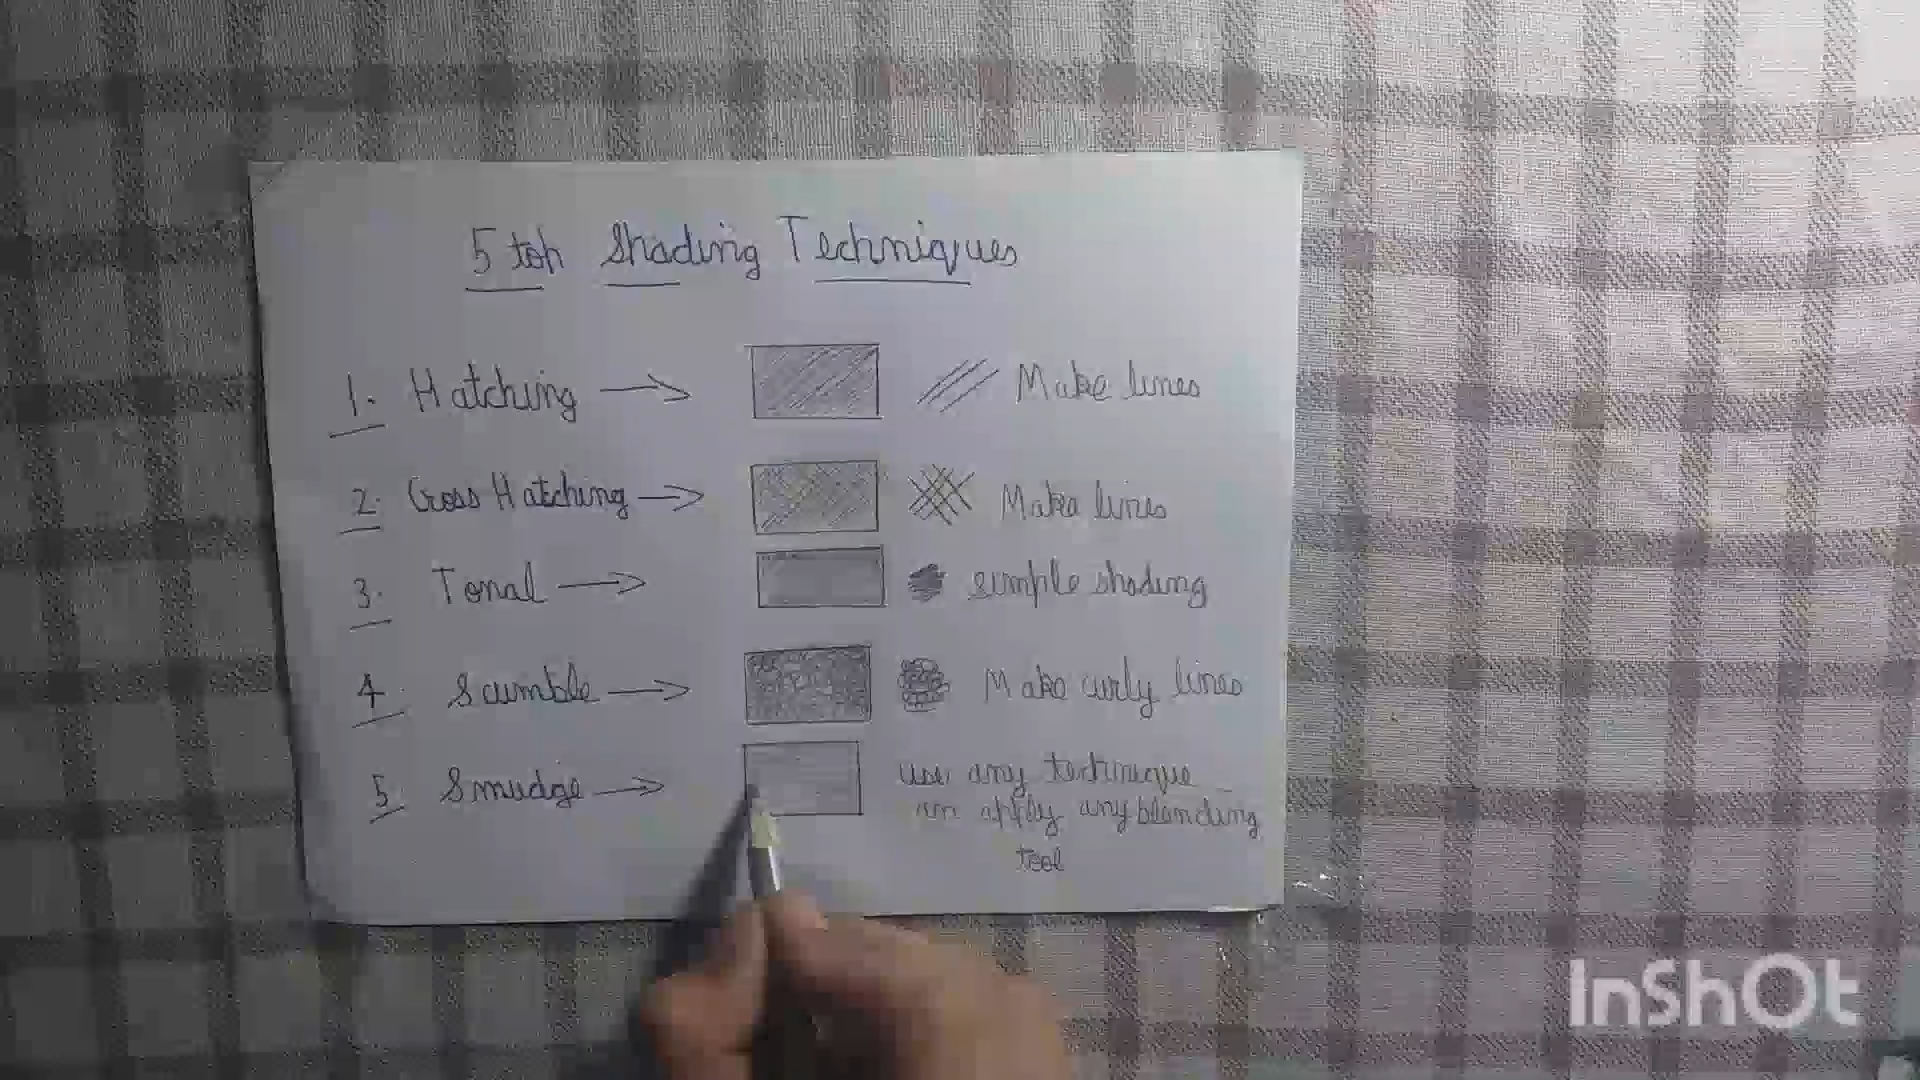 5 top Shading Techniques
1. Hatching → Make lines
2. Cross Hatching → Make lines
3. Tonal → simple shading
4. Scumble → Make curly lines
5. Smudge → use any technique
an apply any blending
tool
InShOt